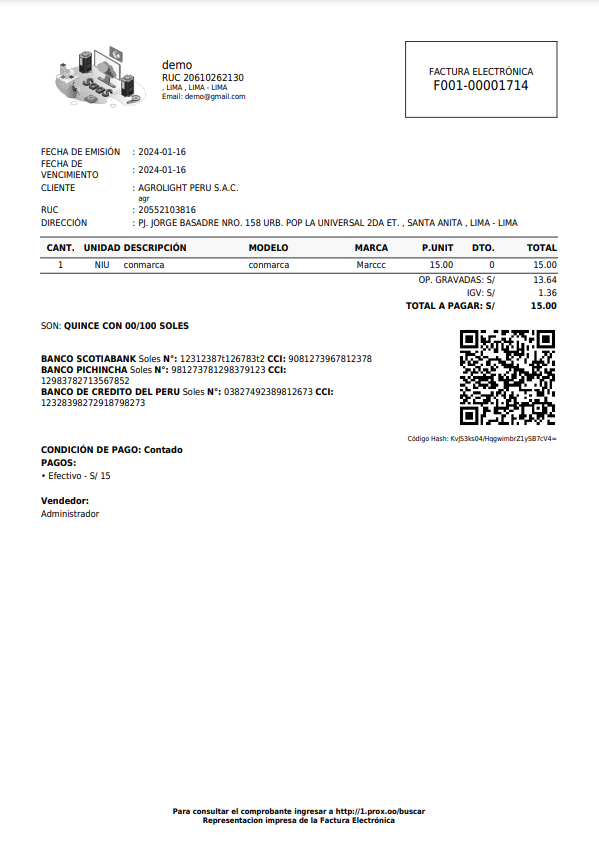 demo
RUC 20610262130
, LIMA , LIMA - LIMA
Email: demo@gmail.com
FACTURA ELECTRÓNICA
F001-00001714
FECHA DE EMISIÓN : 2024-01-16
FECHA DE VENCIMIENTO : 2024-01-16
CLIENTE : AGROLIGHT PERU S.A.C.
agr
RUC : 20552103816
DIRECCIÓN : PJ. JORGE BASADRE NRO. 158 URB. POP LA UNIVERSAL 2DA ET. , SANTA ANITA , LIMA - LIMA
CANT. UNIDAD DESCRIPCIÓN MODELO MARCA P.UNIT DTO. TOTAL
1 NIU conmarca conmarca Marccc 15.00 0 15.00
OP. GRAVADAS: S/ 13.64
IGV: S/ 1.36
TOTAL A PAGAR: S/ 15.00
SON: QUINCE CON 00/100 SOLES
BANCO SCOTIABANK Soles N°: 12312387t126783t2 CCI: 9081273967812378
BANCO PICHINCHA Soles N°: 981273781298379123 CCI:
12983782713567852
BANCO DE CREDITO DEL PERU Soles N°: 03827492389812673 CCI:
12328398272918798273
Código Hash: KvJS3ks04/HqgwimbrZ1ySB7cV4=
CONDICIÓN DE PAGO: Contado
PAGOS:
• Efectivo - S/ 15
Vendedor:
Administrador
Para consultar el comprobante ingresar a http://1.prox.oo/buscar
Representacion impresa de la Factura Electrónica